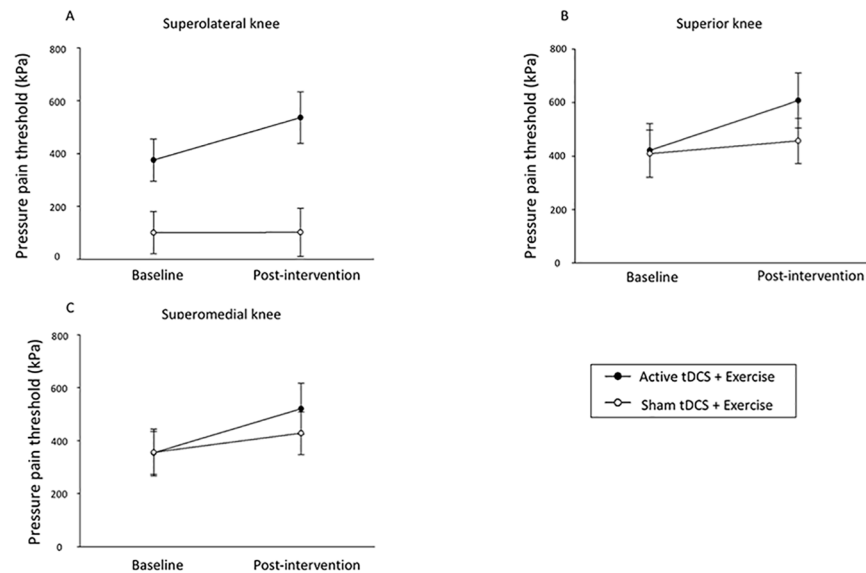 A
Superolateral knee
Pressure pain threshold (kPa)
800
600
400
200
0
Baseline
Post-intervention
B
Superior knee
Pressure pain threshold (kPa)
800
600
400
200
0
Baseline
Post-intervention
C
Superomedial knee
Pressure pain threshold (kPa)
800
600
400
200
0
Baseline
Post-intervention
Active tDCS + Exercise
Sham tDCS + Exercise